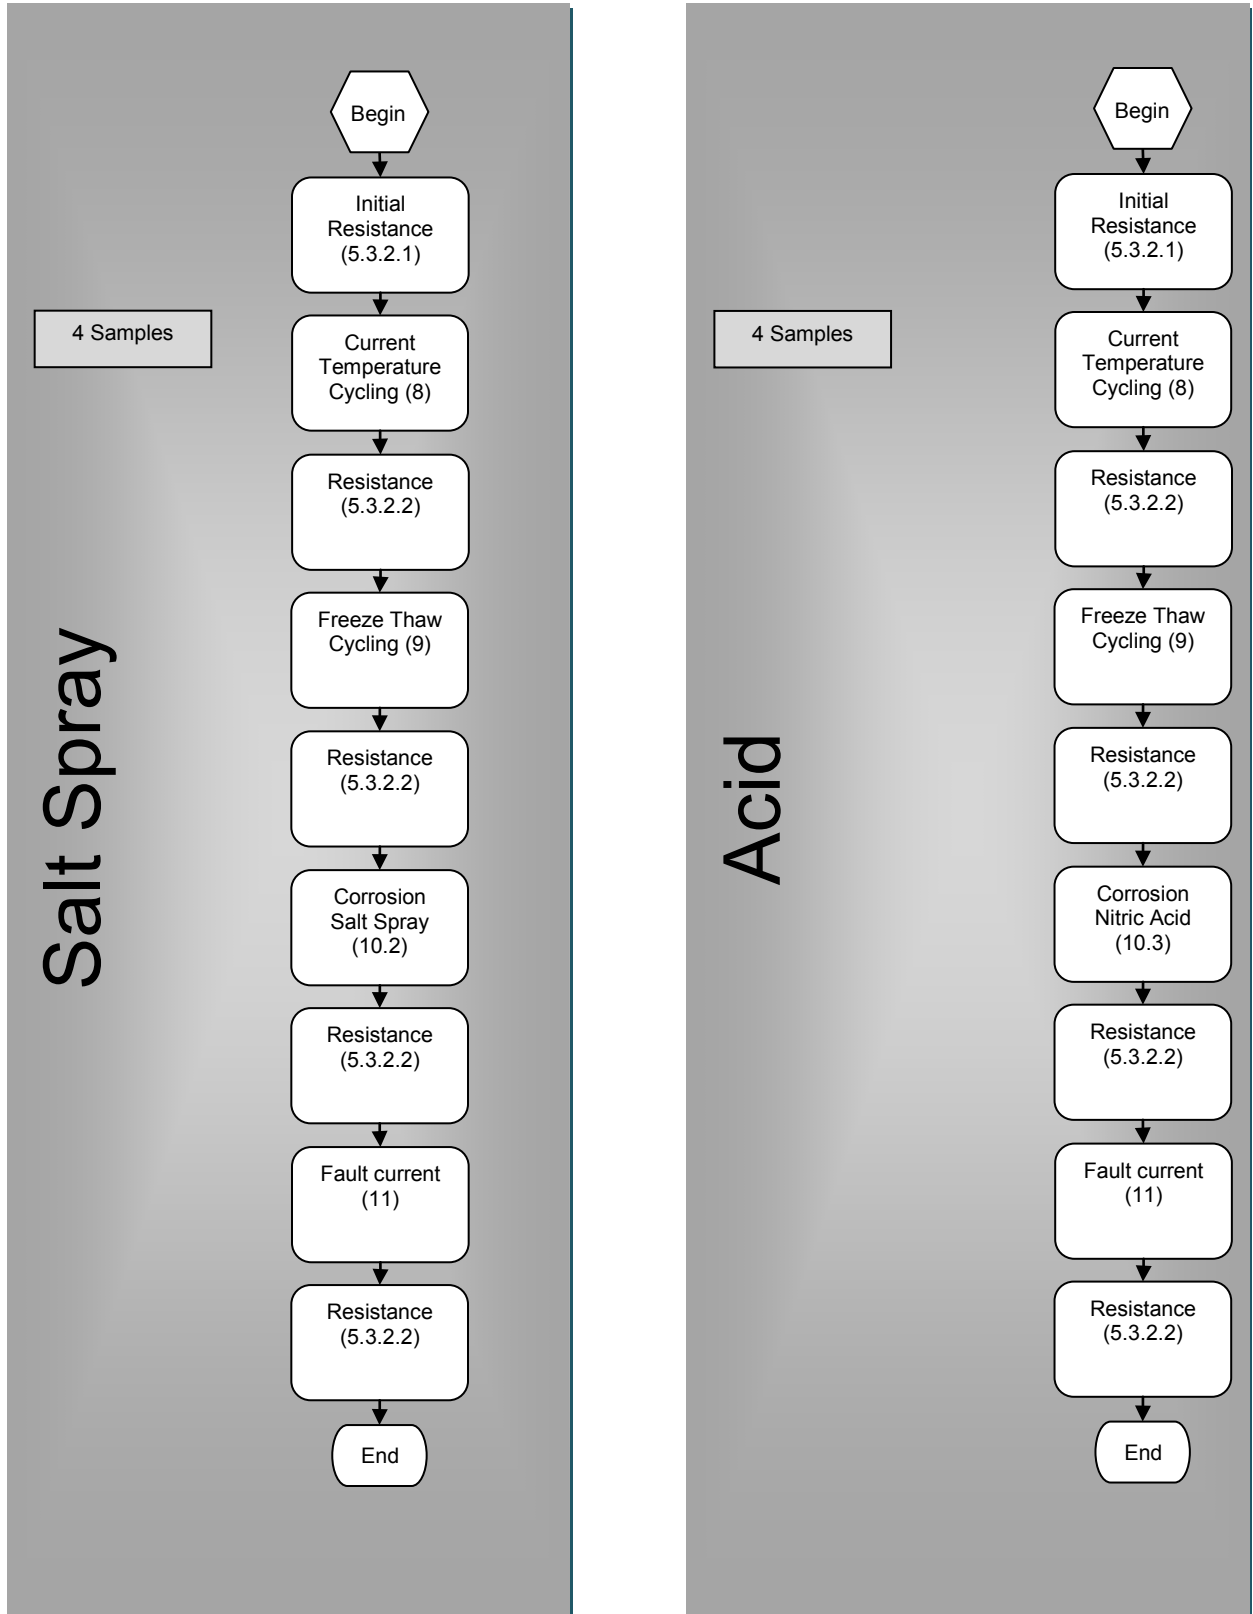 Salt Spray
4 Samples
Begin
Initial
Resistance
(5.3.2.1)
Current
Temperature
Cycling (8)
Resistance
(5.3.2.2)
Freeze Thaw
Cycling (9)
Resistance
(5.3.2.2)
Corrosion
Salt Spray
(10.2)
Resistance
(5.3.2.2)
Fault current
(11)
Resistance
(5.3.2.2)
End
Acid
4 Samples
Begin
Initial
Resistance
(5.3.2.1)
Current
Temperature
Cycling (8)
Resistance
(5.3.2.2)
Freeze Thaw
Cycling (9)
Resistance
(5.3.2.2)
Corrosion
Nitric Acid
(10.3)
Resistance
(5.3.2.2)
Fault current
(11)
Resistance
(5.3.2.2)
End